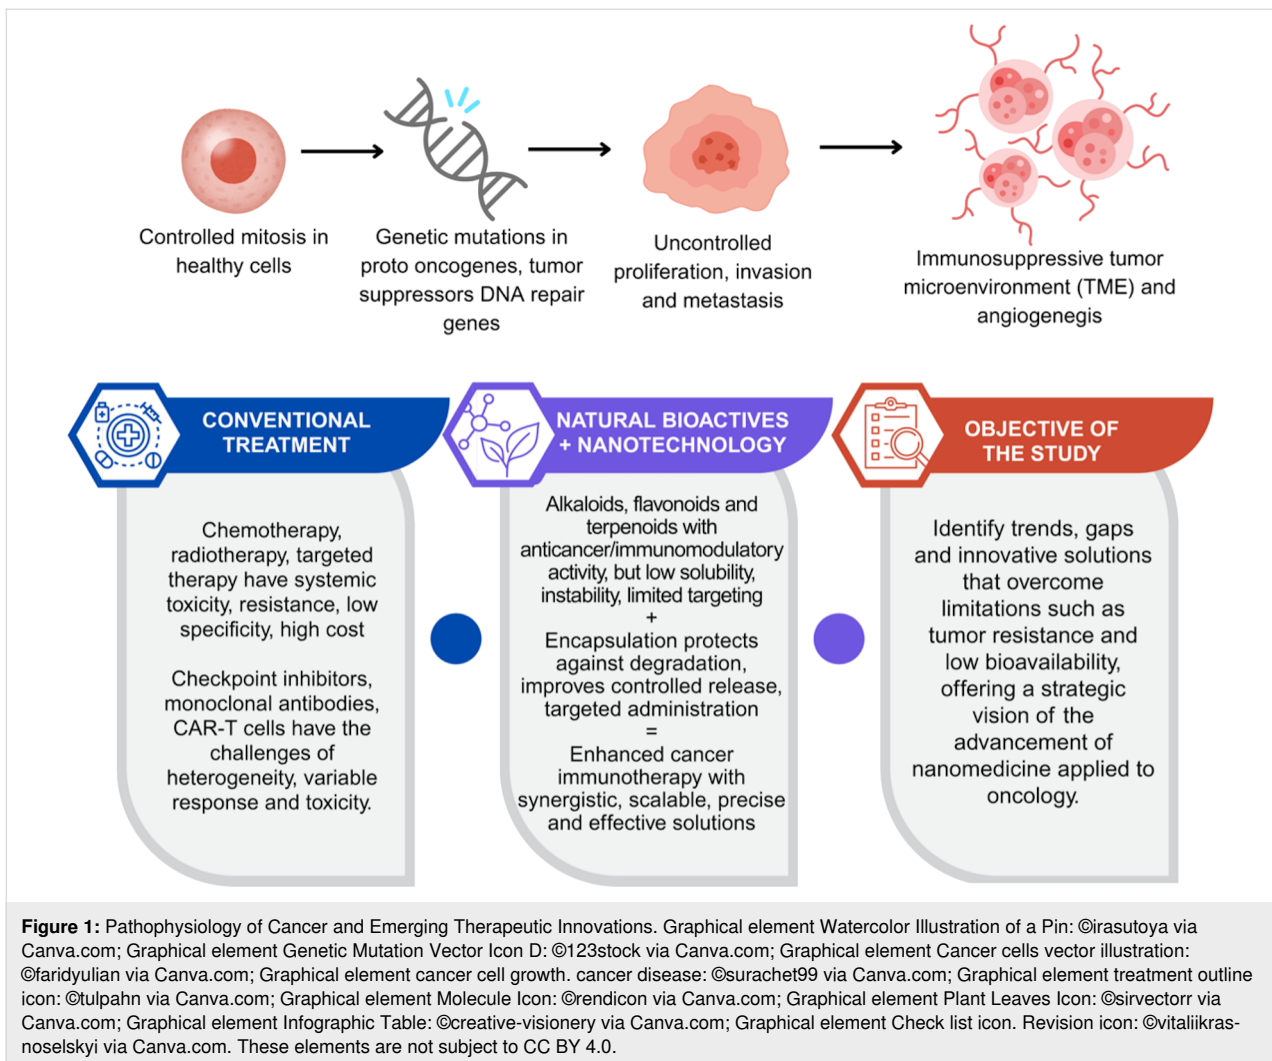 Controlled mitosis in
healthy cells
Genetic mutations in
proto oncogenes, tumor
suppressors DNA repair
genes
Uncontrolled
proliferation, invasion
and metastasis
Immunosuppressive tumor
microenvironment (TME) and
angiogenegis
CONVENTIONAL
TREATMENT
Chemotherapy,
radiotherapy, targeted
therapy have systemic
toxicity, resistance, low
specificity, high cost
Checkpoint inhibitors,
monoclonal antibodies,
CAR-T cells have the
challenges of
heterogeneity, variable
response and toxicity.
NATURAL BIOACTIVES
+ NANOTECHNOLOGY
Alkaloids, flavonoids and
terpenoids with
anticancer/immunomodulatory
activity, but low solubility,
instability, limited targeting
+
Encapsulation protects
against degradation,
improves controlled release,
targeted administration
=
Enhanced cancer
immunotherapy with
synergistic, scalable, precise
and effective solutions
OBJECTIVE OF
THE STUDY
Identify trends, gaps
and innovative solutions
that overcome
limitations such as
tumor resistance and
low bioavailability,
offering a strategic
vision of the
advancement of
nanomedicine applied to
oncology.
Figure 1: Pathophysiology of Cancer and Emerging Therapeutic Innovations. Graphical element Watercolor Illustration of a Pin: ©irasutoya via
Canva.com; Graphical element Genetic Mutation Vector Icon D: ©123stock via Canva.com; Graphical element Cancer cells vector illustration:
©faridyulian via Canva.com; Graphical element cancer cell growth. cancer disease: ©surachet99 via Canva.com; Graphical element treatment outline
icon: ©tulpahn via Canva.com; Graphical element Molecule Icon: ©rendicon via Canva.com; Graphical element Plant Leaves Icon: ©sirvectorr via
Canva.com; Graphical element Infographic Table: ©creative-visionery via Canva.com; Graphical element Check list icon. Revision icon: ©vitaliikras-
noselskyi via Canva.com. These elements are not subject to CC BY 4.0.